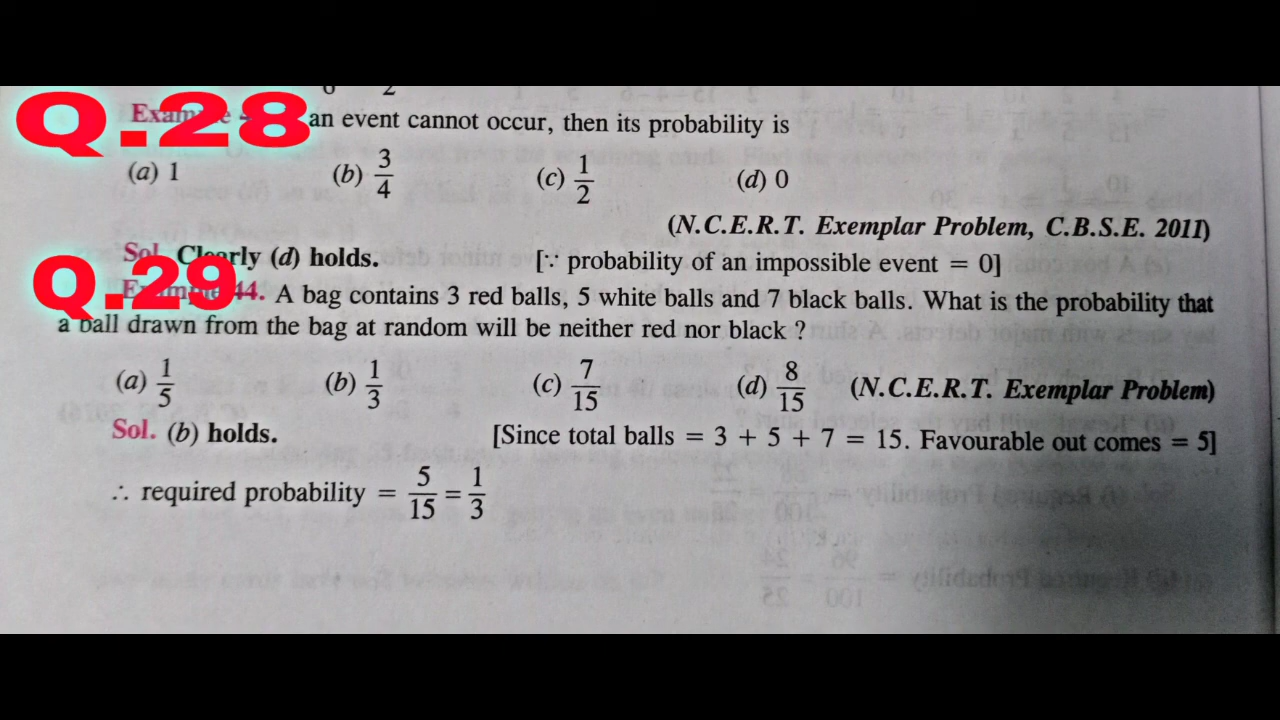 Q.28
an event cannot occur, then its probability is
(a) 1 (b) 3/4 (c) 1/2 (d) 0
(N.C.E.R.T. Exemplar Problem, C.B.S.E. 2011)
Sol. Clearly (d) holds. [∵ probability of an impossible event = 0]
Q.29
Example 44. A bag contains 3 red balls, 5 white balls and 7 black balls. What is the probability that
a ball drawn from the bag at random will be neither red nor black ?
(a) 1/5 (b) 1/3 (c) 7/15 (d) 8/15 (N.C.E.R.T. Exemplar Problem)
Sol. (b) holds. [Since total balls = 3 + 5 + 7 = 15. Favourable out comes = 5]
∴ required probability = 5/15 = 1/3